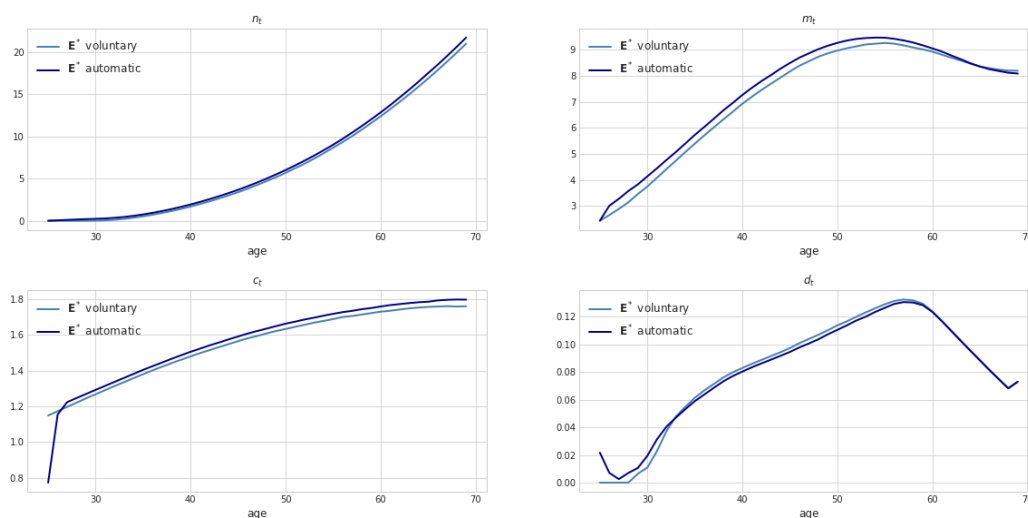 n_t
E* voluntary
E* automatic
20
15
10
5
0
30 40 50 60 70
age
m_t
E* voluntary
E* automatic
9
8
7
6
5
4
3
30 40 50 60 70
age
c_t
E* voluntary
E* automatic
1.8
1.6
1.4
1.2
1.0
0.8
30 40 50 60 70
age
d_t
E* voluntary
E* automatic
0.12
0.10
0.08
0.06
0.04
0.02
0.00
30 40 50 60 70
age